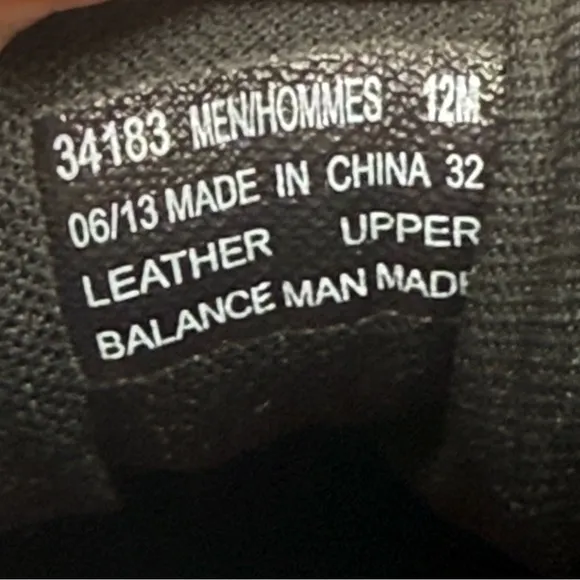 34183 MEN/HOMMES 12M
06/13 MADE IN CHINA 32
LEATHER UPPER
BALANCE MAN MADE